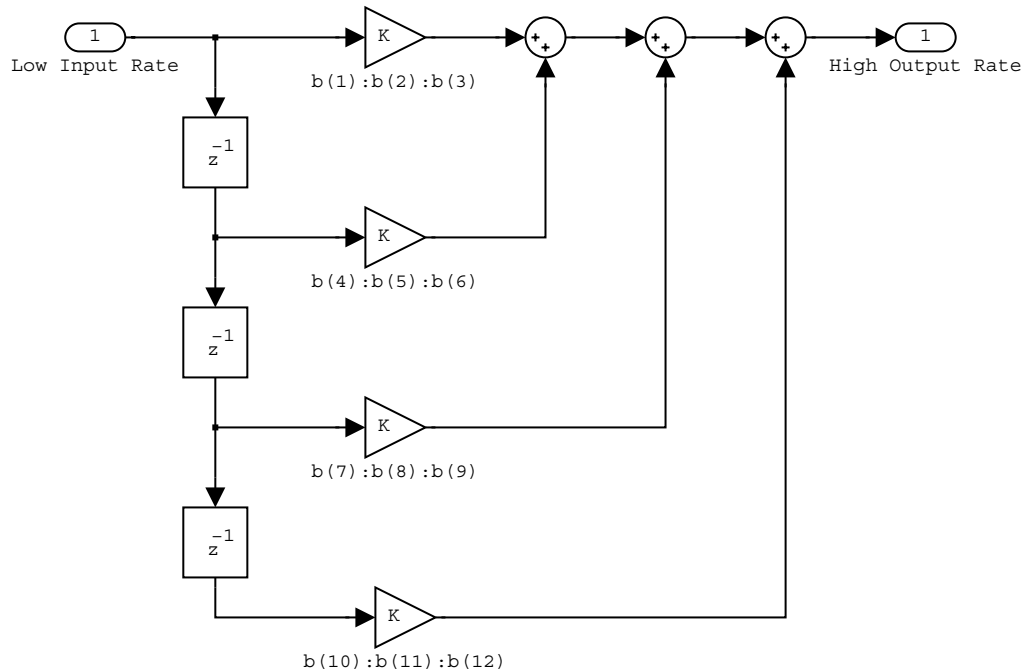 1
Low Input Rate
K
b(1):b(2):b(3)
+
+
+
+
+
+
1
High Output Rate
z-1
K
b(4):b(5):b(6)
z-1
K
b(7):b(8):b(9)
z-1
K
b(10):b(11):b(12)